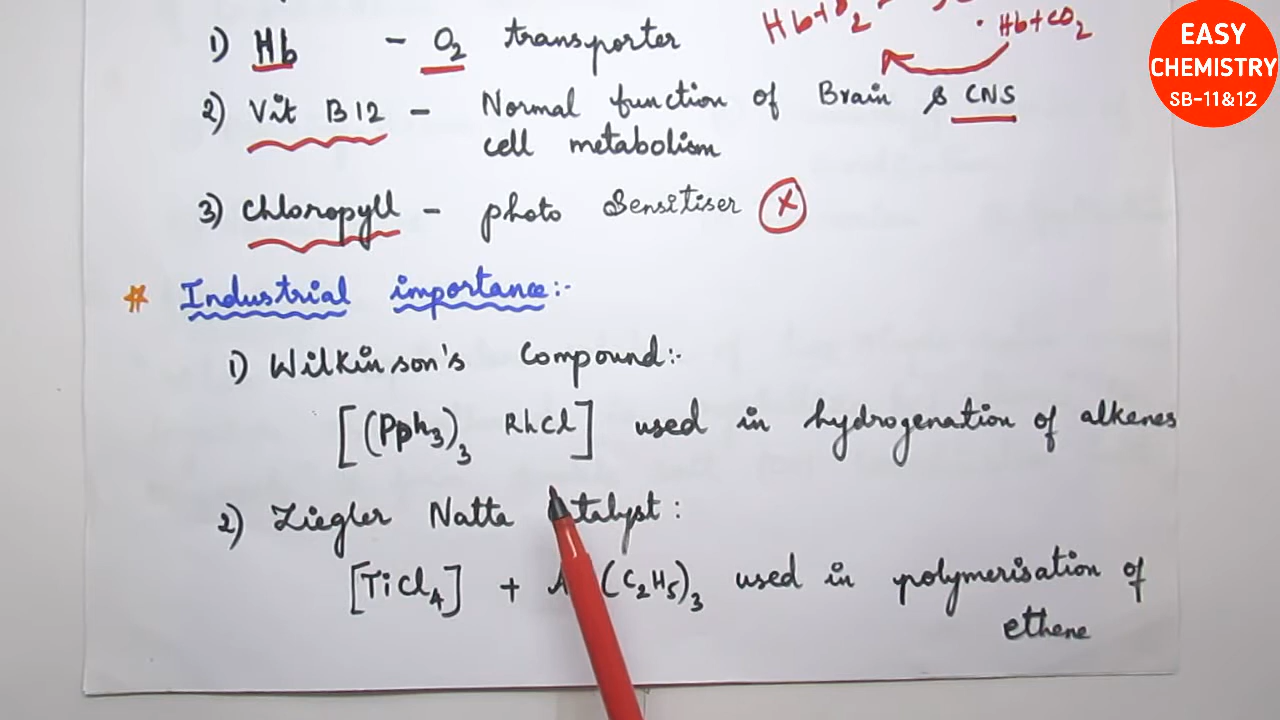 Hb+O2
Hb+CO2
EASY
CHEMISTRY
SB-11&12
1) Hb - O2 transporter
2) Vit B12 - Normal function of Brain & CNS
cell metabolism
3) Chloropyll - photo Sensitiser X
* Industrial importance:-
1) Wilkinson's Compound:-
[(Pph3)3 RhCl] used in hydrogenation of alkenes
2) Ziegler Natta Catalyst:
[TiCl4] + (C2H5)3 used in polymerisation of
ethene